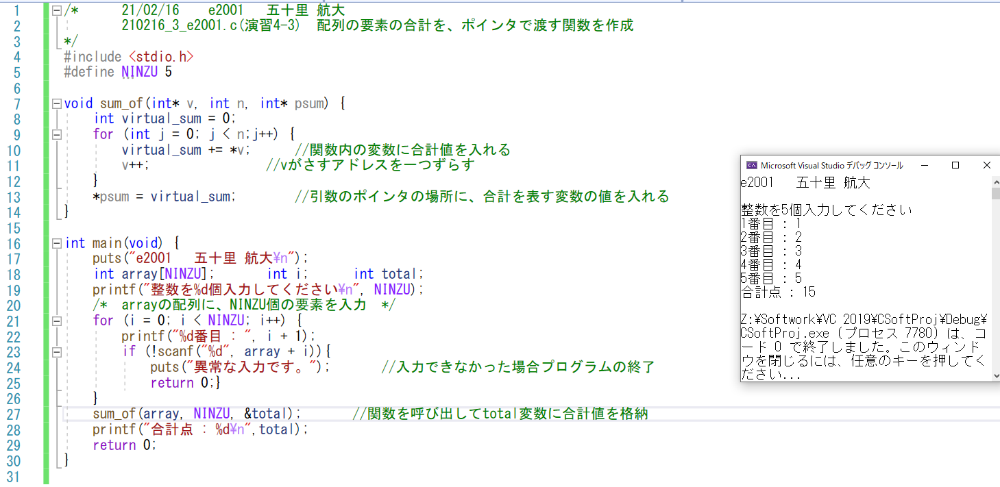 1 /* 21/02/16 e2001 五十里 航大
2 210216_3_e2001.c(演習4-3) 配列の要素の合計を、ポインタで渡す関数を作成
3 */
4 #include <stdio.h>
5 #define NINZU 5
6
7 void sum_of(int* v, int n, int* psum) {
8 int virtual_sum = 0;
9 for (int j = 0; j < n;j++) {
10 virtual_sum += *v; //関数内の変数に合計値を入れる
11 v++; //vがさすアドレスを一つずらす
12 }
13 *psum = virtual_sum; //引数のポインタの場所に、合計を表す変数の値を入れる
14 }
15
16 int main(void) {
17 puts("e2001 五十里 航大¥n");
18 int array[NINZU]; int i; int total;
19 printf("整数を%d個入力してください¥n", NINZU);
20 /* arrayの配列に、NINZU個の要素を入力 */
21 for (i = 0; i < NINZU; i++) {
22 printf("%d番目 : ", i + 1);
23 if (!scanf("%d", array + i)){
24 puts("異常な入力です。"); //入力できなかった場合プログラムの終了
25 return 0;}
26 }
27 sum_of(array, NINZU, &total); //関数を呼び出してtotal変数に合計値を格納
28 printf("合計点 : %d¥n",total);
29 return 0;
30 }
31
Microsoft Visual Studio デバッグ コンソール
e2001 五十里 航大
整数を5個入力してください
1番目 : 1
2番目 : 2
3番目 : 3
4番目 : 4
5番目 : 5
合計点 : 15
Z:¥Softwork¥VC 2019¥CSoftProj¥Debug¥
CSoftProj.exe (プロセス 7780) は、コ
ード 0 で終了しました。このウィンド
ウを閉じるには、任意のキーを押してく
ださい...